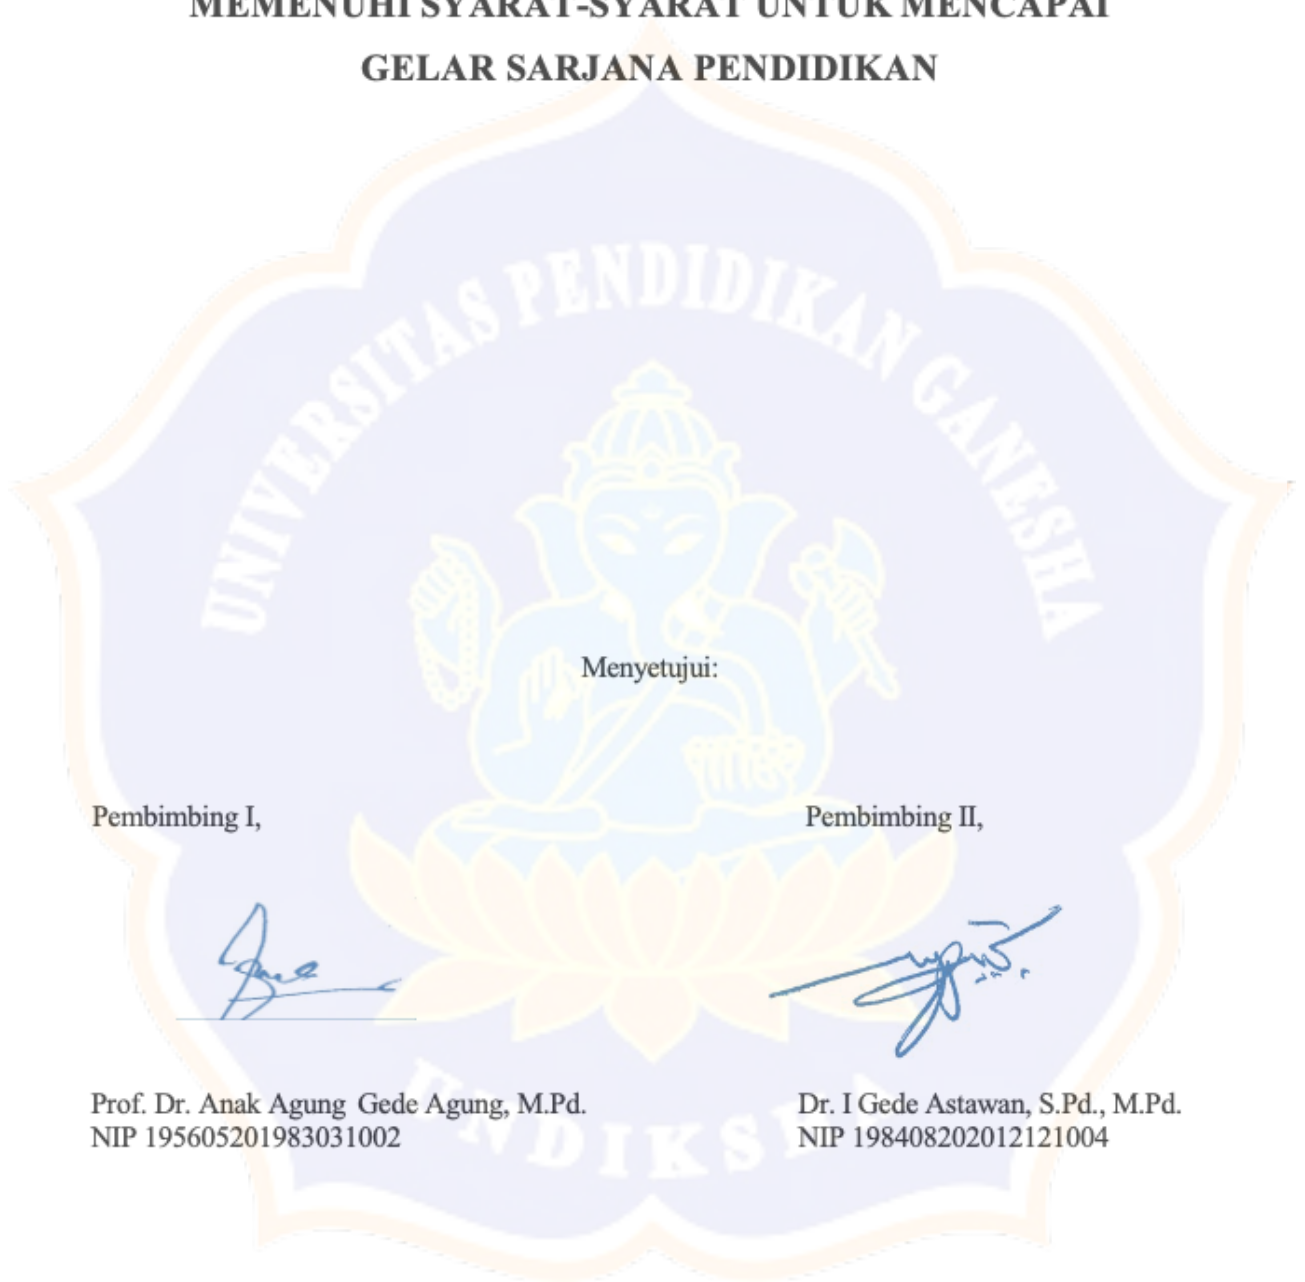 MEMENUHI SYARAT-SYARAT UNTUK MENCAPAI
GELAR SARJANA PENDIDIKAN
UNIVERSITAS PENDIDIKAN GANESHA
Menyetujui:
Pembimbing I,
Pembimbing II,
Prof. Dr. Anak Agung Gede Agung, M.Pd.
NIP 195605201983031002
Dr. I Gede Astawan, S.Pd., M.Pd.
NIP 198408202012121004
UNDIKSHA